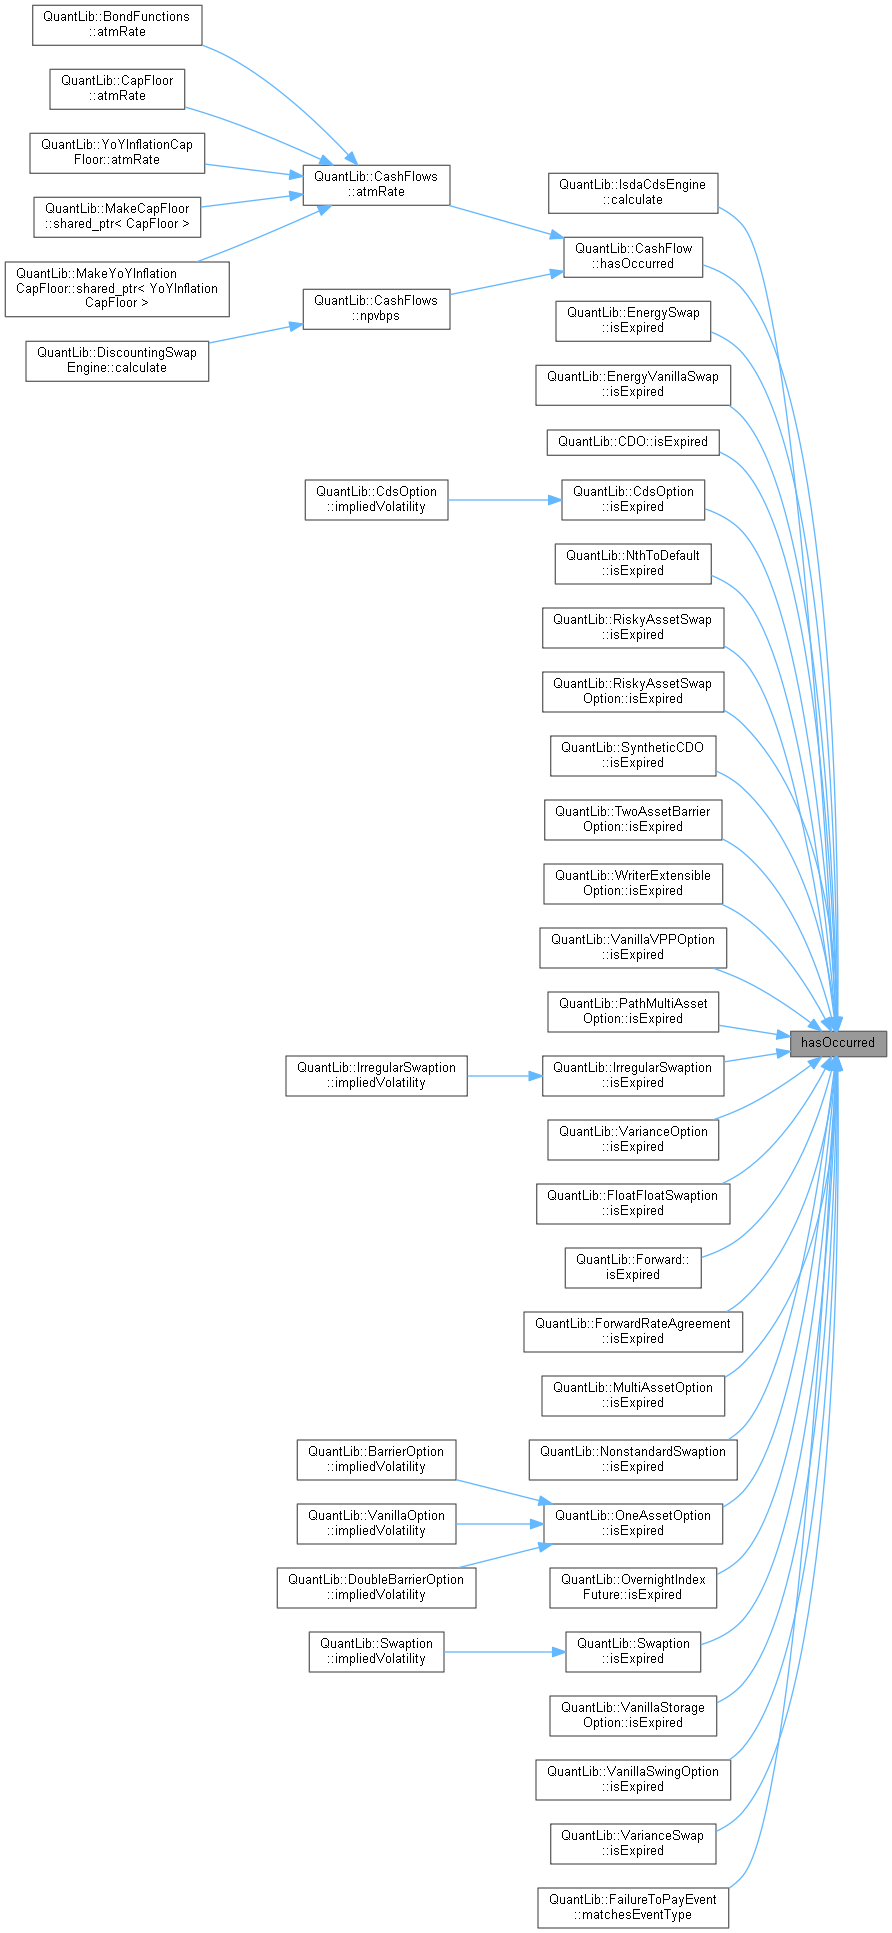 QuantLib::BondFunctions
::atmRate
QuantLib::CapFloor
::atmRate
QuantLib::YoYInflationCap
Floor::atmRate
QuantLib::MakeCapFloor
::shared_ptr< CapFloor >
QuantLib::MakeYoYInflation
CapFloor::shared_ptr< YoYInflation
CapFloor >
QuantLib::DiscountingSwap
Engine::calculate
QuantLib::CashFlows
::atmRate
QuantLib::CashFlows
::npvbps
QuantLib::CdsOption
::impliedVolatility
QuantLib::IrregularSwaption
::impliedVolatility
QuantLib::BarrierOption
::impliedVolatility
QuantLib::VanillaOption
::impliedVolatility
QuantLib::DoubleBarrierOption
::impliedVolatility
QuantLib::Swaption
::impliedVolatility
QuantLib::IsdaCdsEngine
::calculate
QuantLib::CashFlow
::hasOccurred
QuantLib::EnergySwap
::isExpired
QuantLib::EnergyVanillaSwap
::isExpired
QuantLib::CDO::isExpired
QuantLib::CdsOption
::isExpired
QuantLib::NthToDefault
::isExpired
QuantLib::RiskyAssetSwap
::isExpired
QuantLib::RiskyAssetSwap
Option::isExpired
QuantLib::SyntheticCDO
::isExpired
QuantLib::TwoAssetBarrier
Option::isExpired
QuantLib::WriterExtensible
Option::isExpired
QuantLib::VanillaVPPOption
::isExpired
QuantLib::PathMultiAsset
Option::isExpired
QuantLib::IrregularSwaption
::isExpired
QuantLib::VarianceOption
::isExpired
QuantLib::FloatFloatSwaption
::isExpired
QuantLib::Forward::
isExpired
QuantLib::ForwardRateAgreement
::isExpired
QuantLib::MultiAssetOption
::isExpired
QuantLib::NonstandardSwaption
::isExpired
QuantLib::OneAssetOption
::isExpired
QuantLib::OvernightIndex
Future::isExpired
QuantLib::Swaption
::isExpired
QuantLib::VanillaStorage
Option::isExpired
QuantLib::VanillaSwingOption
::isExpired
QuantLib::VarianceSwap
::isExpired
QuantLib::FailureToPayEvent
::matchesEventType
hasOccurred